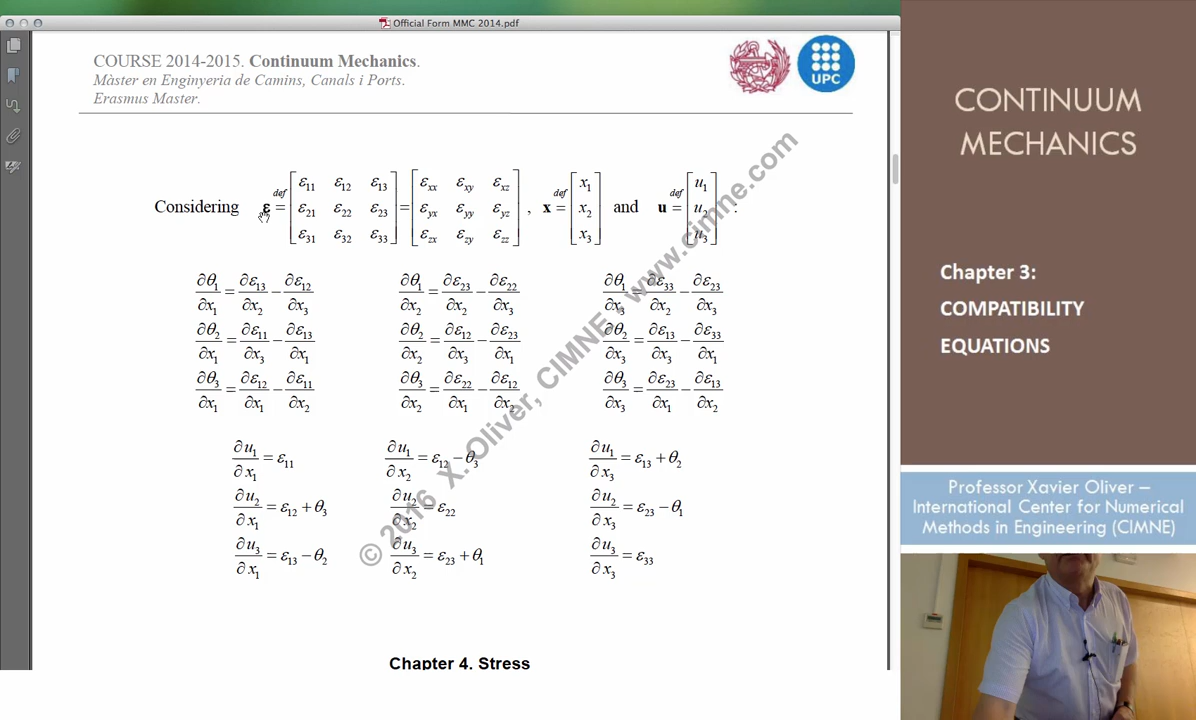 Official Form MMC 2014.pdf
COURSE 2014-2015. Continuum Mechanics.
Màster en Enginyeria de Camins, Canals i Ports.
Erasmus Master.
UPC
Considering ε def= [ε11 ε12 ε13; ε21 ε22 ε23; ε31 ε32 ε33] = [εxx εxy εxz; εyx εyy εyz; εzx εzy εzz] , x def= [x1; x2; x3] and u def= [u1; u2; u3] :
∂θ1/∂x1 = ∂ε13/∂x2 − ∂ε12/∂x3 ∂θ1/∂x2 = ∂ε23/∂x2 − ∂ε22/∂x3 ∂θ1/∂x3 = ∂ε33/∂x2 − ∂ε23/∂x3
∂θ2/∂x1 = ∂ε11/∂x3 − ∂ε13/∂x1 ∂θ2/∂x2 = ∂ε12/∂x3 − ∂ε23/∂x1 ∂θ2/∂x3 = ∂ε13/∂x3 − ∂ε33/∂x1
∂θ3/∂x1 = ∂ε12/∂x1 − ∂ε11/∂x2 ∂θ3/∂x2 = ∂ε22/∂x1 − ∂ε12/∂x2 ∂θ3/∂x3 = ∂ε23/∂x1 − ∂ε13/∂x2
∂u1/∂x1 = ε11 ∂u1/∂x2 = ε12 − θ3 ∂u1/∂x3 = ε13 + θ2
∂u2/∂x1 = ε12 + θ3 ∂u2/∂x2 = ε22 ∂u2/∂x3 = ε23 − θ1
∂u3/∂x1 = ε13 − θ2 ∂u3/∂x2 = ε23 + θ1 ∂u3/∂x3 = ε33
Chapter 4. Stress
© 2016 X. Oliver, CIMNE, www.cimne.com
CONTINUUM
MECHANICS
Chapter 3:
COMPATIBILITY
EQUATIONS
Professor Xavier Oliver –
International Center for Numerical
Methods in Engineering (CIMNE)